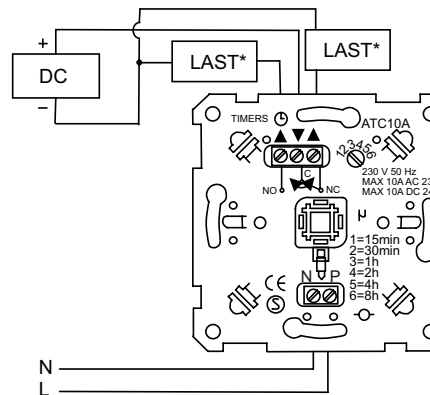 +
DC
−
LAST*
LAST*
TIMERS
ATC10A
123456
C
NO
NC
230 V 50 Hz
MAX 10A AC 23
MAX 10A DC 24
µ
1=15min
2=30min
3=1h
4=2h
5=4h
6=8h
N P
CE
S
N
L